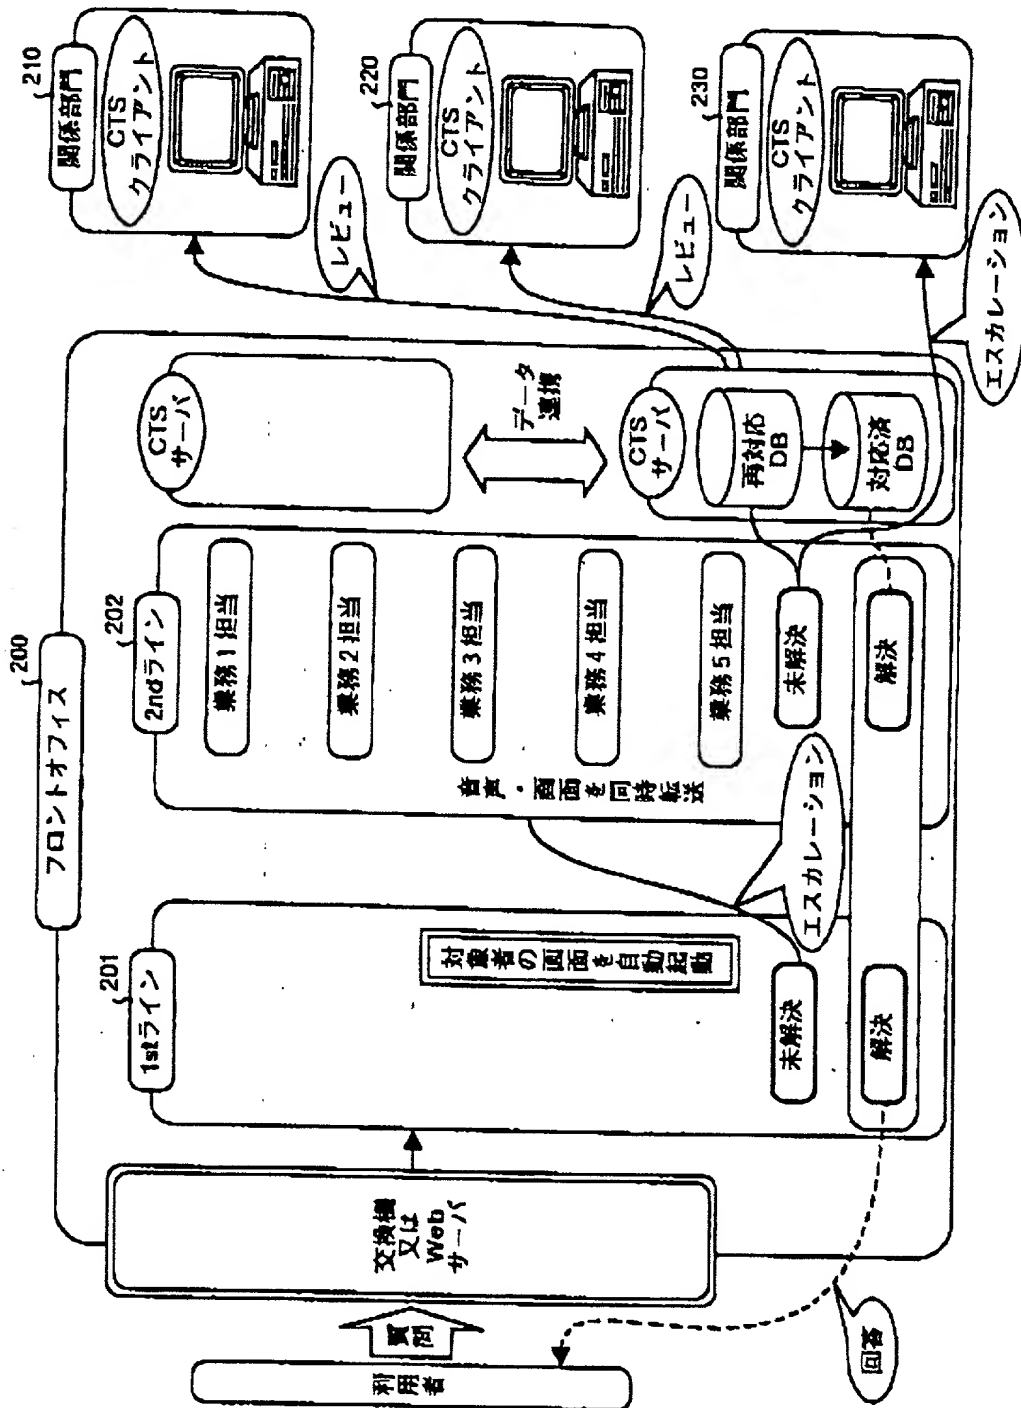 200
フロントオフィス
利用者
質問
交換機
又は
Web
サーバ
201
1stライン
対象者の画面を自動起動
未解決
解決
回答
エスカレーション
202
2ndライン
業務1担当
業務2担当
業務3担当
業務4担当
業務5担当
音声・画面を同時転送
未解決
解決
CTS
サーバ
データ
連携
CTS
サーバ
再対応
DB
対応済
DB
レビュー
レビュー
エスカレーション
210
関係部門
CTS
クライアント
220
関係部門
CTS
クライアント
230
関係部門
CTS
クライアント